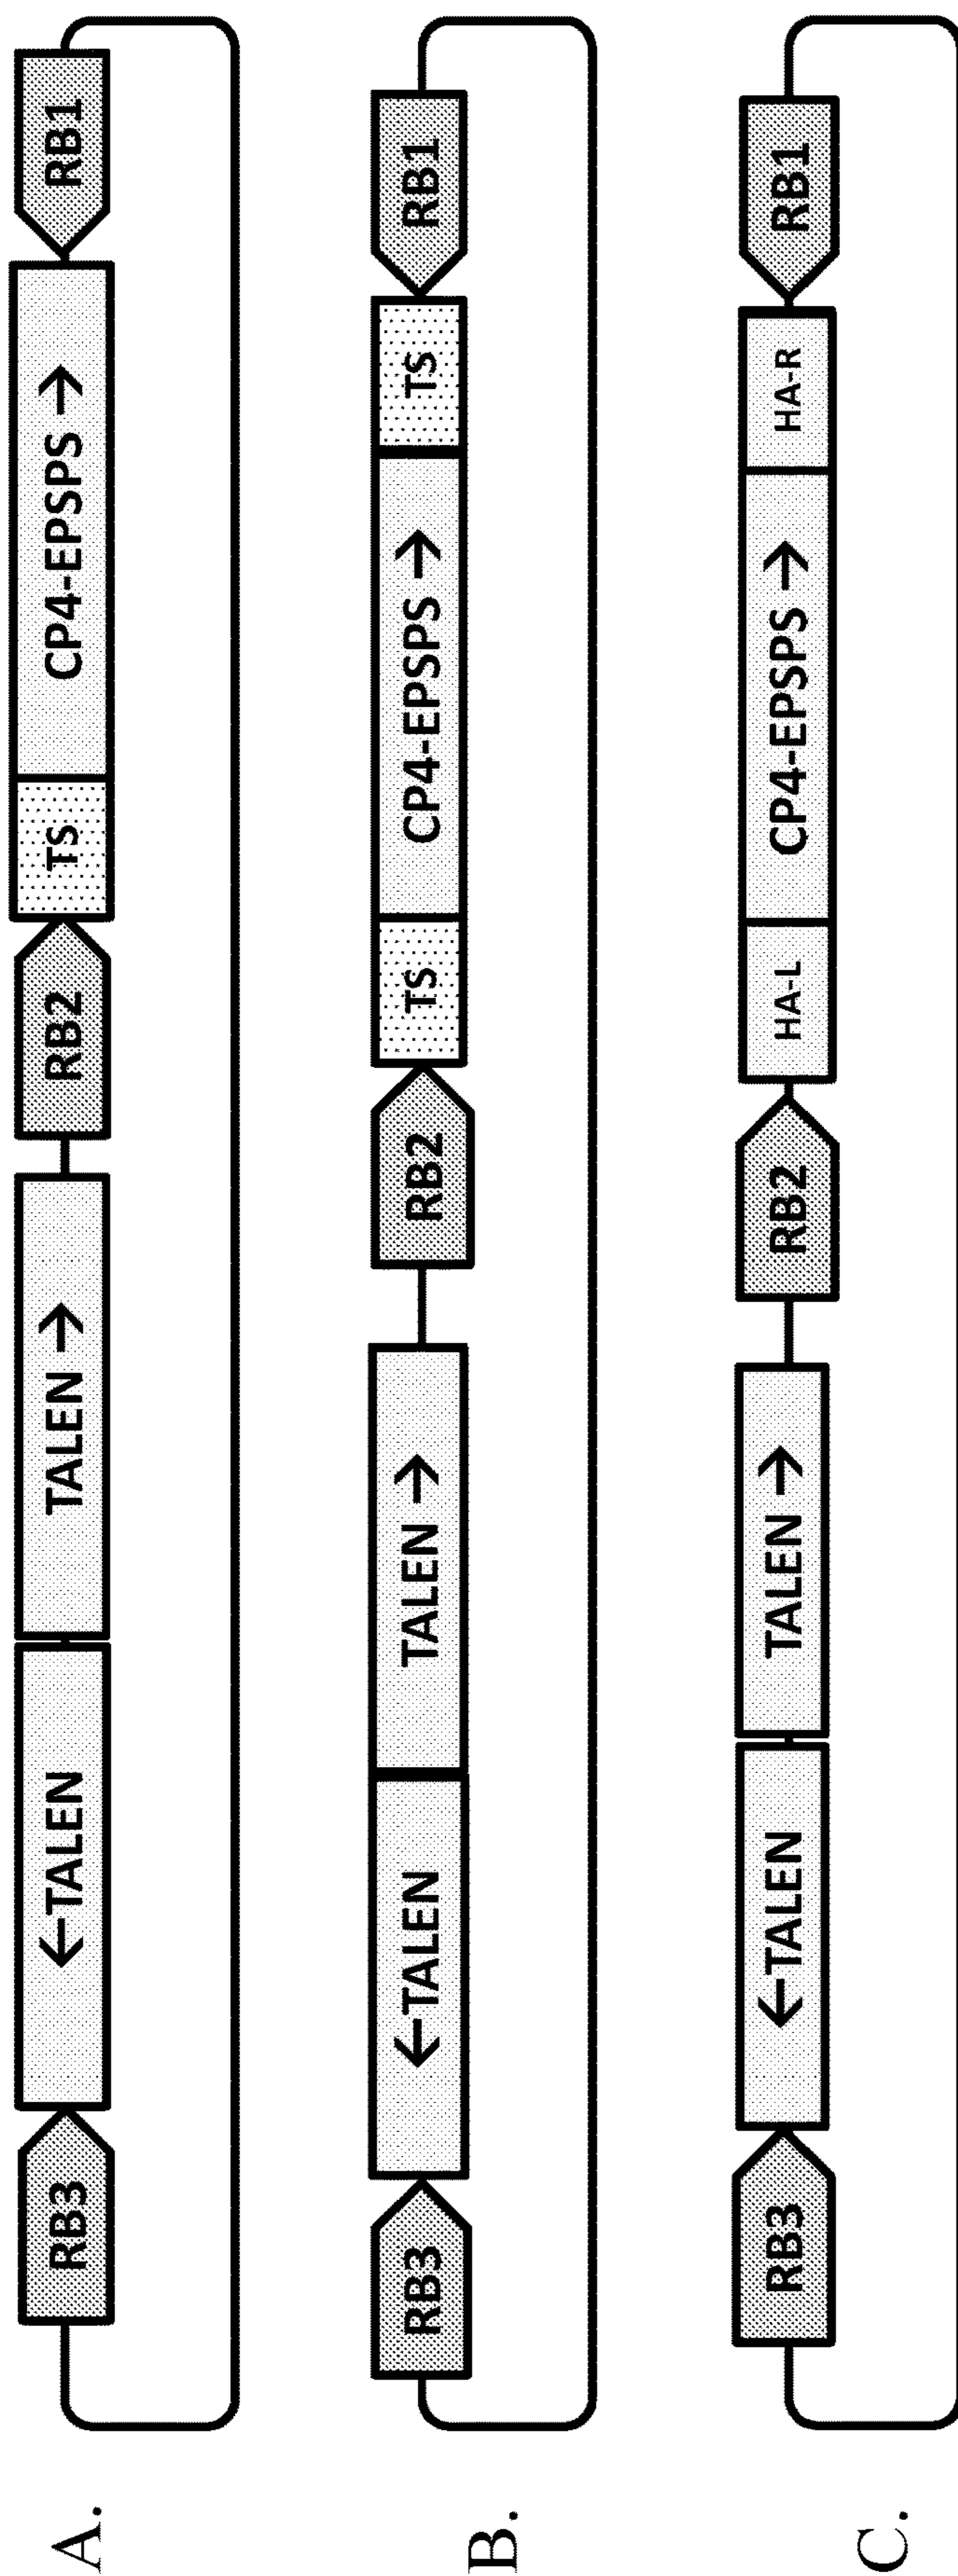 A.
RB3
←TALEN
TALEN →
RB2
TS
CP4-EPSPS →
RB1
B.
RB3
←TALEN
TALEN →
RB2
TS
CP4-EPSPS →
TS
RB1
C.
RB3
←TALEN
TALEN →
RB2
HA-L
CP4-EPSPS →
HA-R
RB1